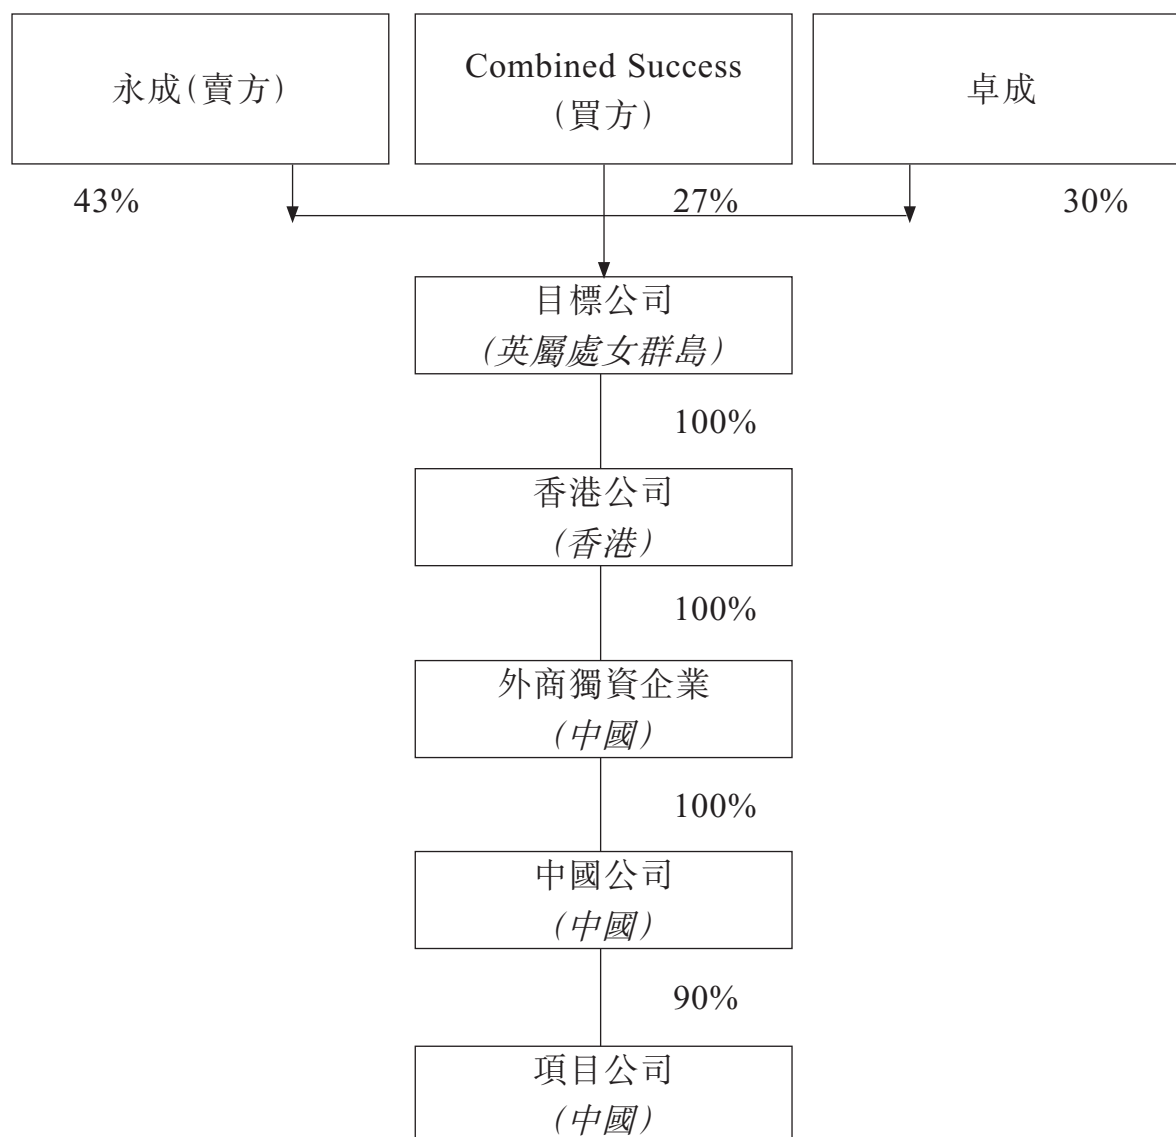 永成(賣方)
Combined Success
(買方)
卓成
43%
27%
30%
目標公司
(英屬處女群島)
100%
香港公司
(香港)
100%
外商獨資企業
(中國)
100%
中國公司
(中國)
90%
項目公司
(中國)